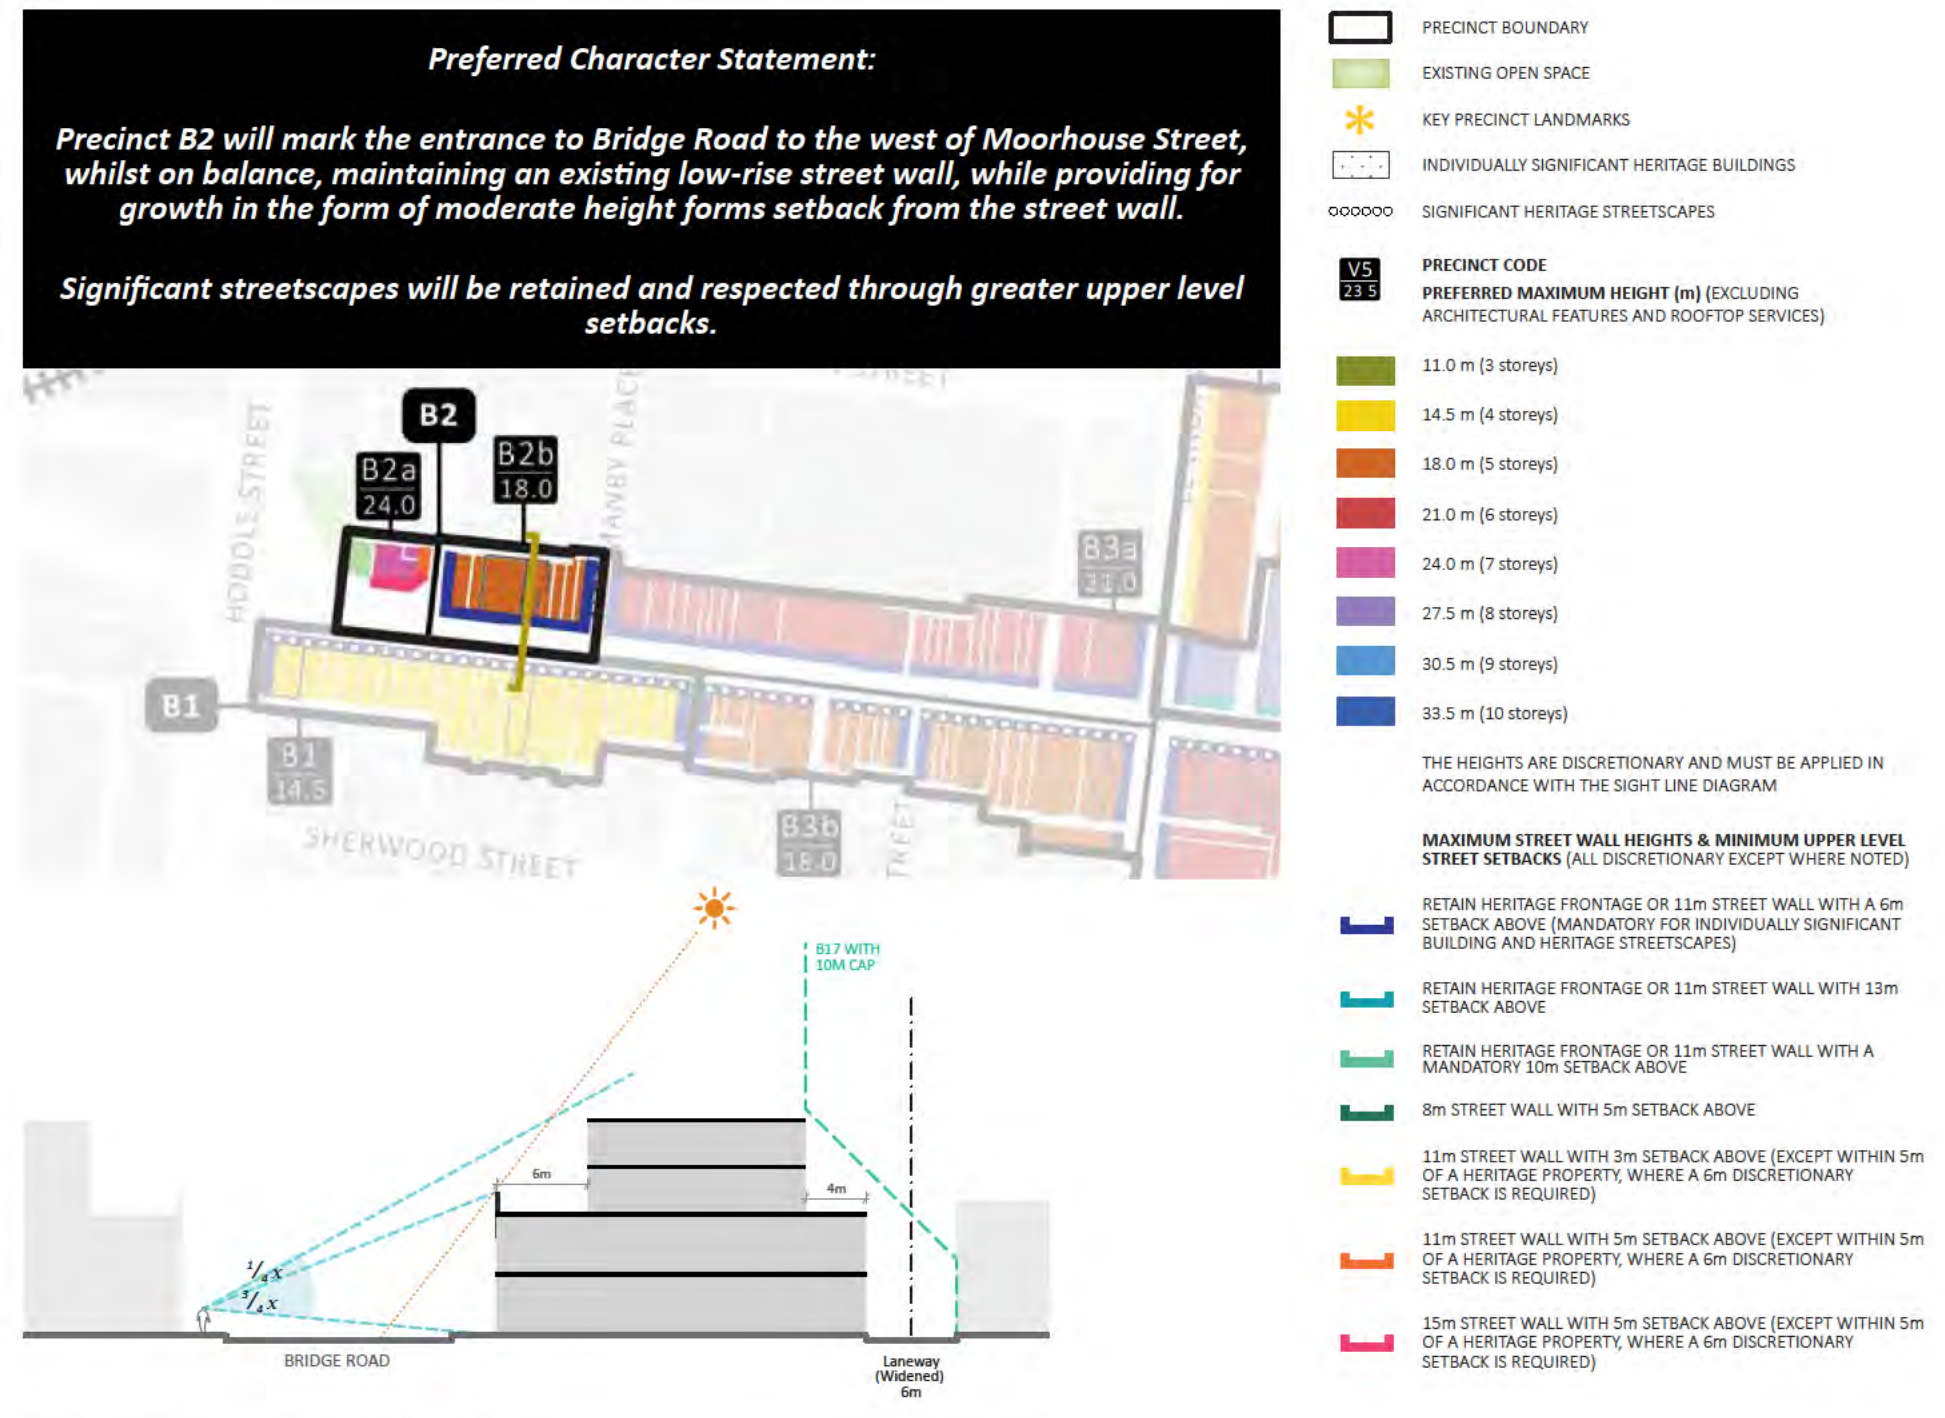 Preferred Character Statement:
Precinct B2 will mark the entrance to Bridge Road to the west of Moorhouse Street,
whilst on balance, maintaining an existing low-rise street wall, while providing for
growth in the form of moderate height forms setback from the street wall.
Significant streetscapes will be retained and respected through greater upper level
setbacks.
STREET
HODDLE STREET
MANBY PLACE
B2
B2a
24.0
B2b
18.0
B3a
21.0
B1
B1
14.5
B3b
18.0
SHERWOOD STREET
B17 WITH
10M CAP
6m
4m
1/4 x
3/4 x
BRIDGE ROAD
Laneway
(Widened)
6m
PRECINCT BOUNDARY
EXISTING OPEN SPACE
KEY PRECINCT LANDMARKS
INDIVIDUALLY SIGNIFICANT HERITAGE BUILDINGS
SIGNIFICANT HERITAGE STREETSCAPES
V5
23 5
PRECINCT CODE
PREFERRED MAXIMUM HEIGHT (m) (EXCLUDING
ARCHITECTURAL FEATURES AND ROOFTOP SERVICES)
11.0 m (3 storeys)
14.5 m (4 storeys)
18.0 m (5 storeys)
21.0 m (6 storeys)
24.0 m (7 storeys)
27.5 m (8 storeys)
30.5 m (9 storeys)
33.5 m (10 storeys)
THE HEIGHTS ARE DISCRETIONARY AND MUST BE APPLIED IN
ACCORDANCE WITH THE SIGHT LINE DIAGRAM
MAXIMUM STREET WALL HEIGHTS & MINIMUM UPPER LEVEL
STREET SETBACKS (ALL DISCRETIONARY EXCEPT WHERE NOTED)
RETAIN HERITAGE FRONTAGE OR 11m STREET WALL WITH A 6m
SETBACK ABOVE (MANDATORY FOR INDIVIDUALLY SIGNIFICANT
BUILDING AND HERITAGE STREETSCAPES)
RETAIN HERITAGE FRONTAGE OR 11m STREET WALL WITH 13m
SETBACK ABOVE
RETAIN HERITAGE FRONTAGE OR 11m STREET WALL WITH A
MANDATORY 10m SETBACK ABOVE
8m STREET WALL WITH 5m SETBACK ABOVE
11m STREET WALL WITH 3m SETBACK ABOVE (EXCEPT WITHIN 5m
OF A HERITAGE PROPERTY, WHERE A 6m DISCRETIONARY
SETBACK IS REQUIRED)
11m STREET WALL WITH 5m SETBACK ABOVE (EXCEPT WITHIN 5m
OF A HERITAGE PROPERTY, WHERE A 6m DISCRETIONARY
SETBACK IS REQUIRED)
15m STREET WALL WITH 5m SETBACK ABOVE (EXCEPT WITHIN 5m
OF A HERITAGE PROPERTY, WHERE A 6m DISCRETIONARY
SETBACK IS REQUIRED)